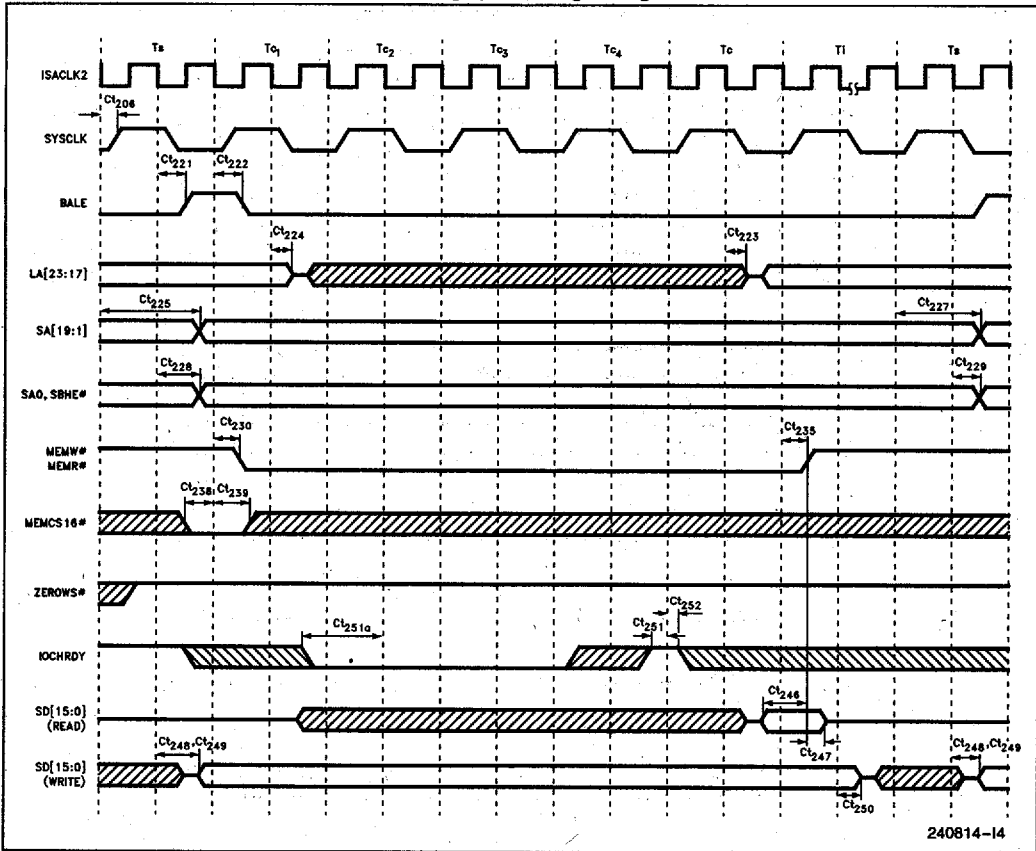 Ts Tc1 Tc2 Tc3 Tc4 Tc Ti Ts
ISACLK2
Ct206
SYSCLK
Ct221 Ct222
BALE
Ct224 Ct223
LA[23:17]
Ct225 Ct227
SA[19:1]
Ct228 Ct229
SA0, SBHE#
Ct230 Ct235
MEMW#
MEMR#
Ct238 Ct239
MEMCS16#
ZEROWS#
Ct252
Ct251a Ct251
IOCHRDY
Ct246
SD[15:0]
(READ)
Ct247
Ct248,Ct249 Ct248,Ct249
SD[15:0]
(WRITE)
Ct250
240814-I4